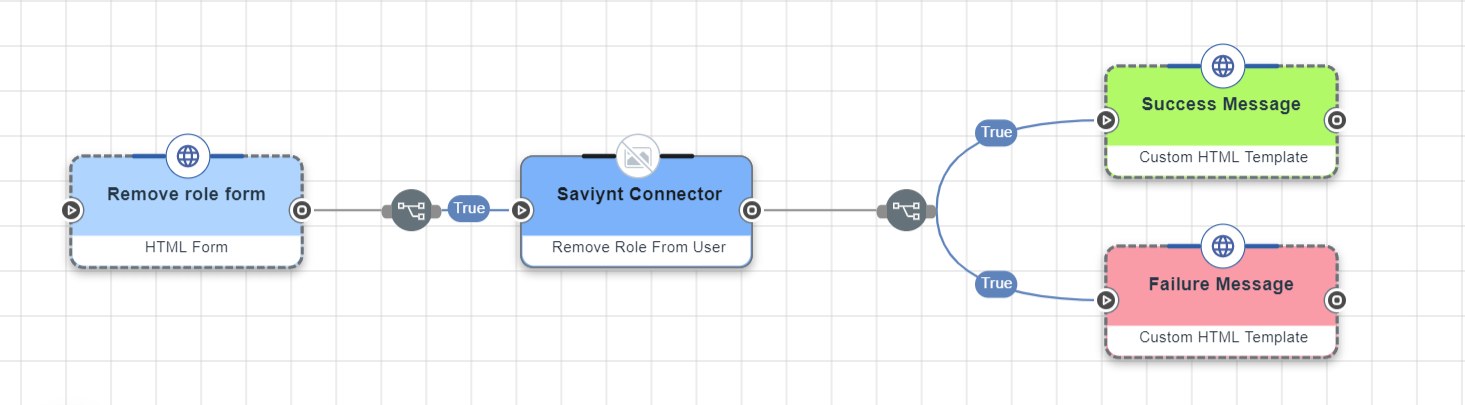 Remove role form
HTML Form
True
Saviynt Connector
Remove Role From User
True
Success Message
Custom HTML Template
True
Failure Message
Custom HTML Template